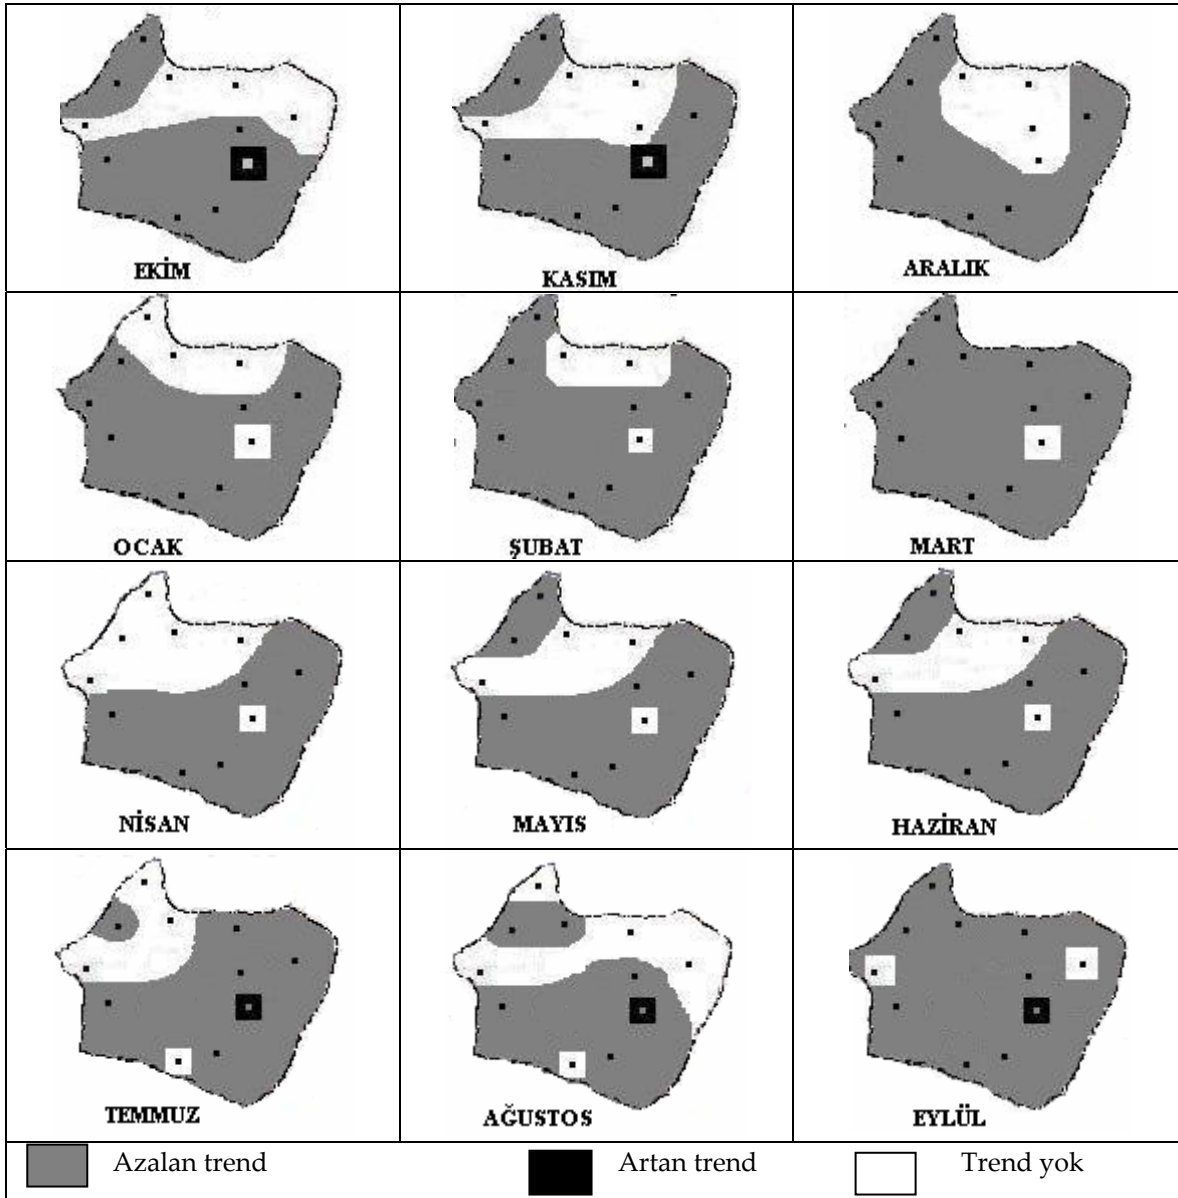 EKİM
KASIM
ARALIK
OCAK
ŞUBAT
MART
NİSAN
MAYIS
HAZİRAN
TEMMUZ
AĞUSTOS
EYLÜL
Azalan trend
Artan trend
Trend yok